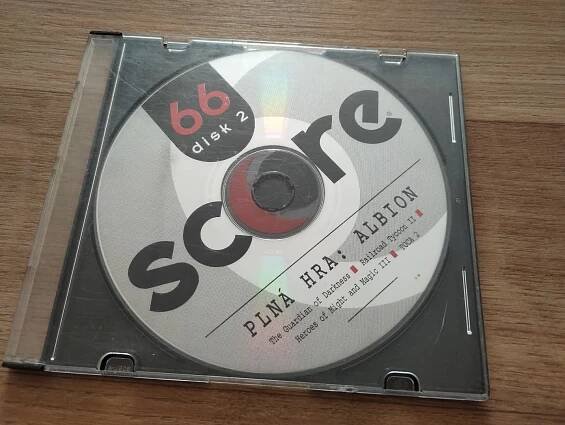 66
disk 2
score
PLNÁ HRA: ALBION
The Guardian of Darkness ■ Railroad Tycoon II ■
Heroes of Might and Magic III ■ TOCA 2